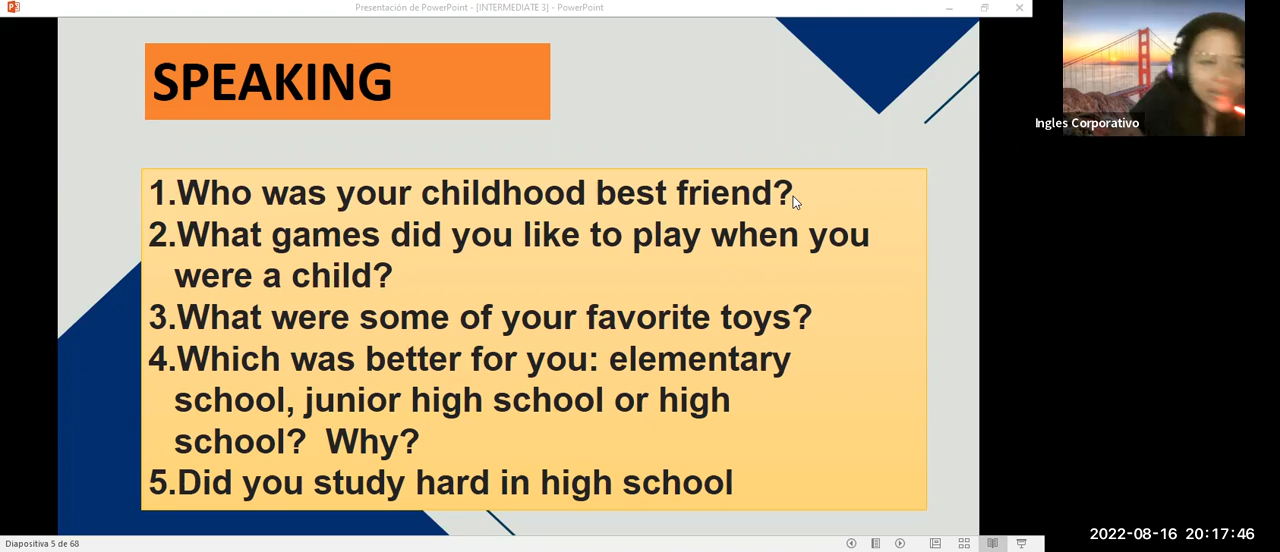 Presentación de PowerPoint - [INTERMEDIATE 3] - PowerPoint
SPEAKING
Ingles Corporativo
1.Who was your childhood best friend?
2.What games did you like to play when you
were a child?
3.What were some of your favorite toys?
4.Which was better for you: elementary
school, junior high school or high
school? Why?
5.Did you study hard in high school
Diapositiva 5 de 68
2022-08-16 20:17:46